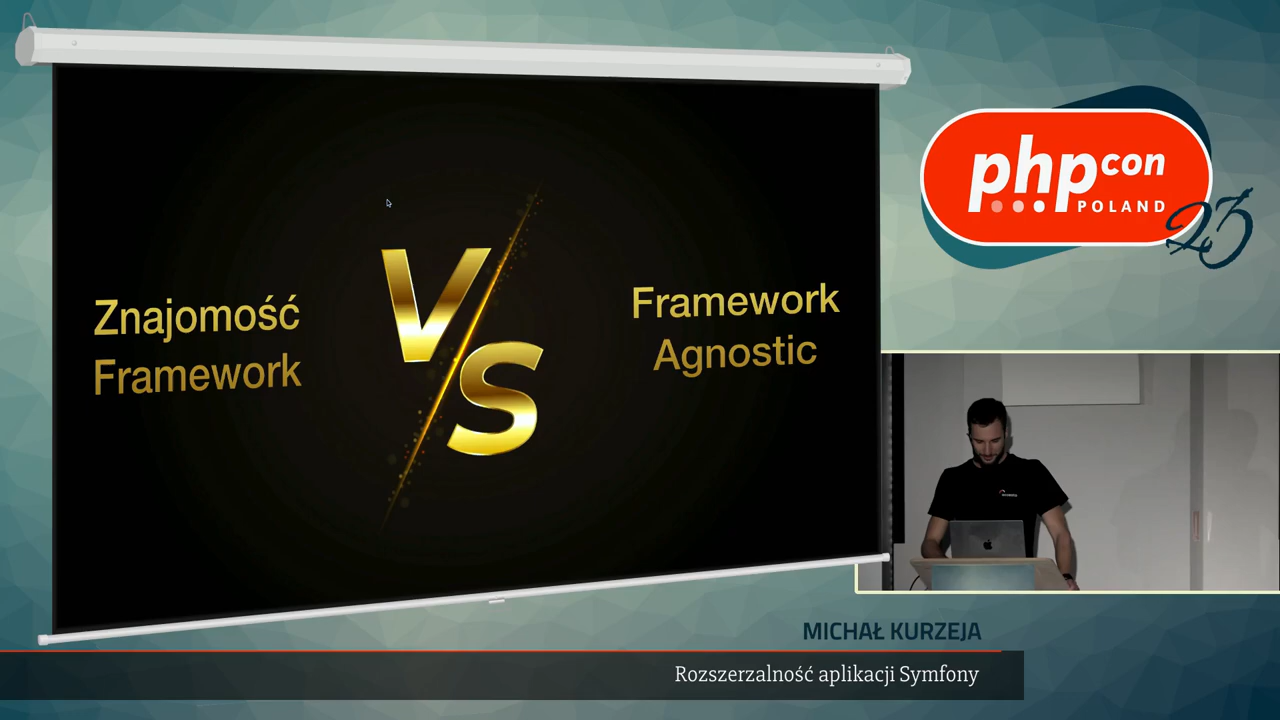 Znajomość
Framework
VS
Framework
Agnostic
phpcon
POLAND
23
MICHAŁ KURZEJA
Rozszerzalność aplikacji Symfony